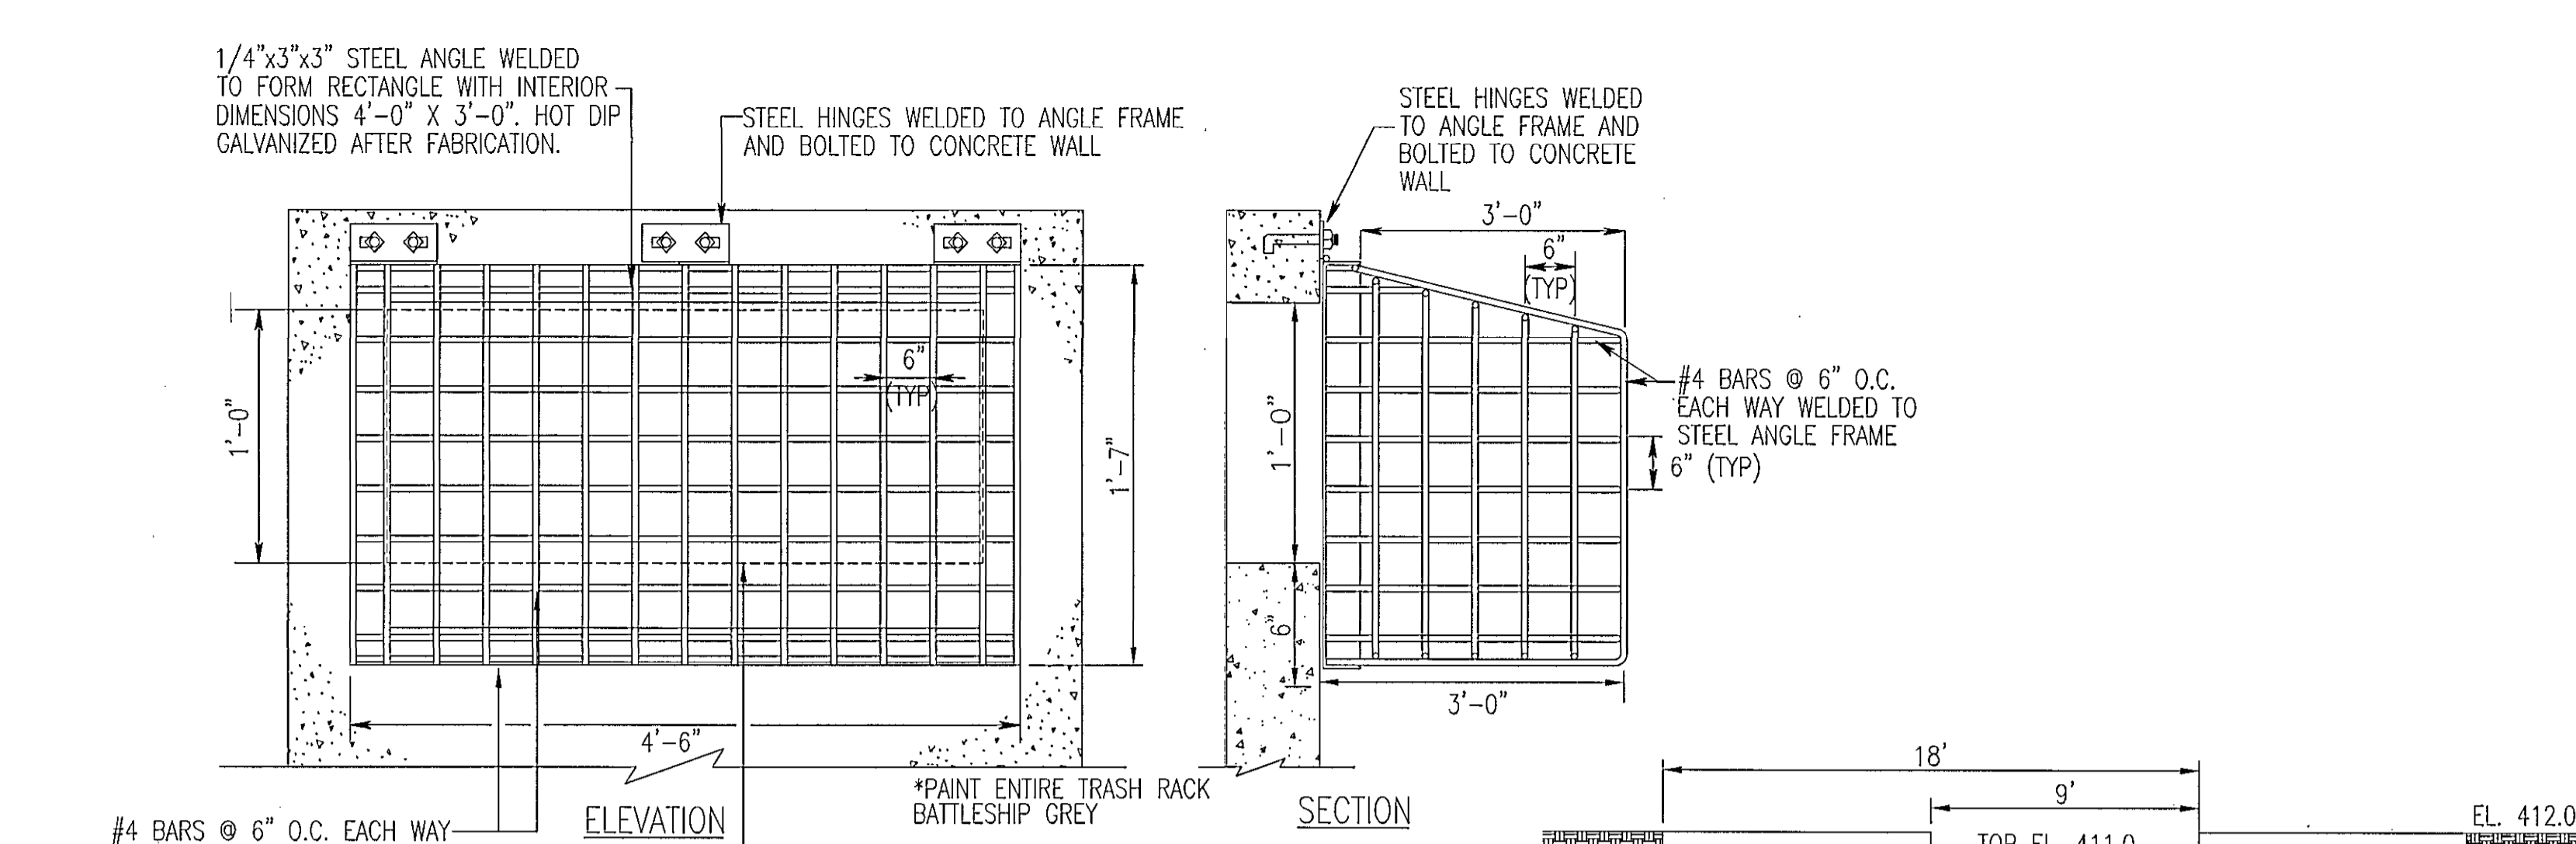 1/4"x3"x3" STEEL ANGLE WELDED
TO FORM RECTANGLE WITH INTERIOR
DIMENSIONS 4'-0" X 3'-0". HOT DIP
GALVANIZED AFTER FABRICATION.
STEEL HINGES WELDED TO ANGLE FRAME
AND BOLTED TO CONCRETE WALL
1'-0"
6"
(TYP)
1'-7"
4'-6"
*PAINT ENTIRE TRASH RACK
BATTLESHIP GREY
ELEVATION
#4 BARS @ 6" O.C. EACH WAY
STEEL HINGES WELDED
TO ANGLE FRAME AND
BOLTED TO CONCRETE
WALL
3'-0"
6"
(TYP)
1'-0"
#4 BARS @ 6" O.C.
EACH WAY WELDED TO
STEEL ANGLE FRAME
6" (TYP)
6"
3'-0"
SECTION
18'
9'
EL. 412.0
TOP EL. 411.0